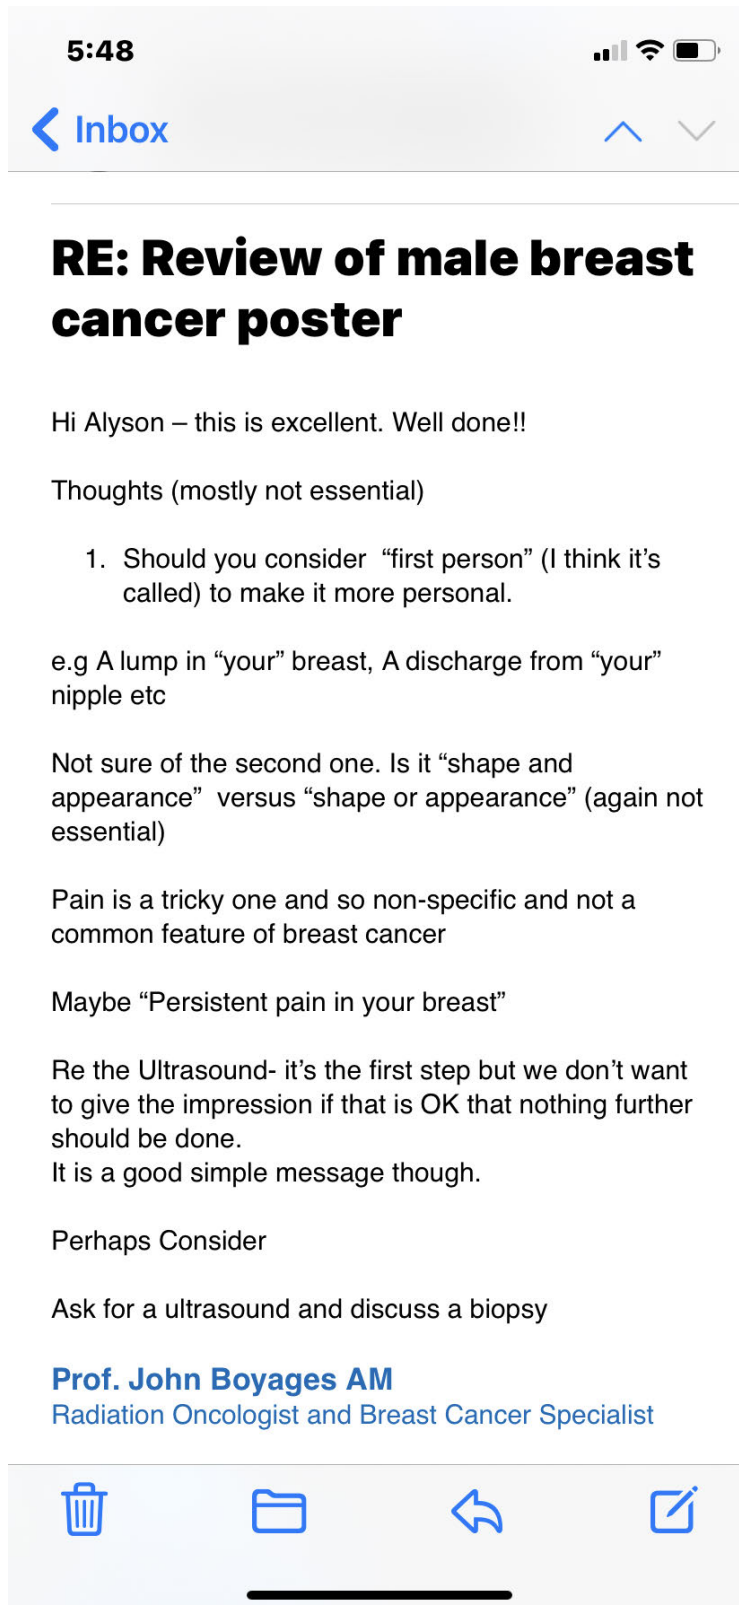 5:48
Inbox
RE: Review of male breast
cancer poster
Hi Alyson – this is excellent. Well done!!
Thoughts (mostly not essential)
1. Should you consider  “first person” (I think it’s
called) to make it more personal.
e.g A lump in “your” breast, A discharge from “your”
nipple etc
Not sure of the second one. Is it “shape and
appearance”  versus “shape or appearance” (again not
essential)
Pain is a tricky one and so non-specific and not a
common feature of breast cancer
Maybe “Persistent pain in your breast”
Re the Ultrasound- it’s the first step but we don’t want
to give the impression if that is OK that nothing further
should be done.
It is a good simple message though.
Perhaps Consider
Ask for a ultrasound and discuss a biopsy
Prof. John Boyages AM
Radiation Oncologist and Breast Cancer Specialist